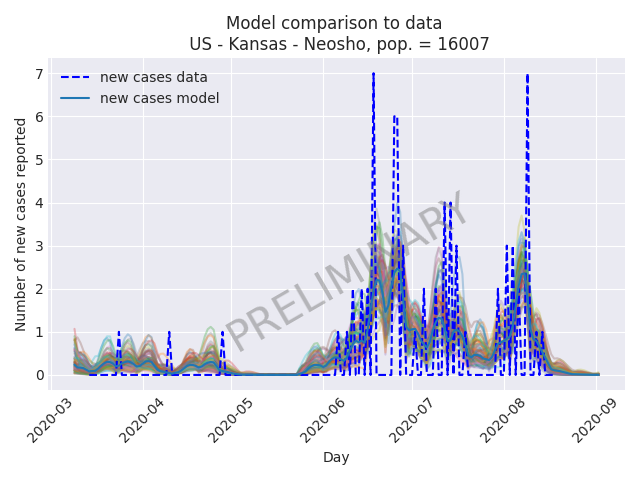 Model comparison to data
US - Kansas - Neosho, pop. = 16007
new cases data
new cases model
Number of new cases reported
7
6
5
4
3
2
1
0
PRELIMINARY
2020-03
2020-04
2020-05
2020-06
2020-07
2020-08
2020-09
Day